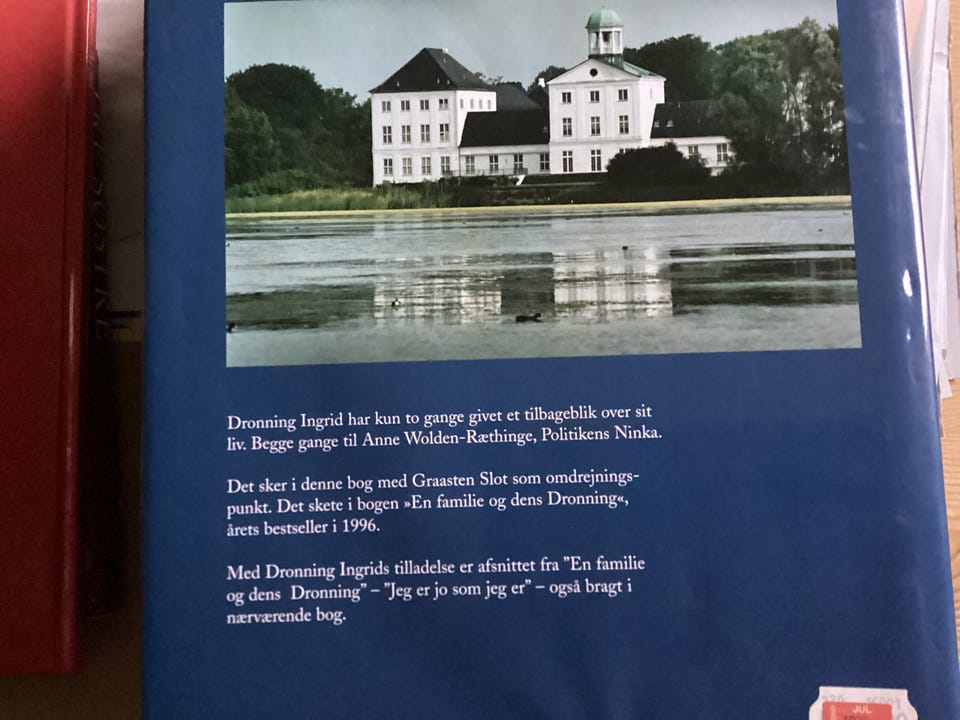 Dronning Ingrid har kun to gange givet et tilbageblik over sit
liv. Begge gange til Anne Wolden-Ræthinge, Politikens Ninka.
Det sker i denne bog med Graasten Slot som omdrejnings-
punkt. Det skete i bogen »En familie og dens Dronning«,
årets bestseller i 1996.
Med Dronning Ingrids tilladelse er afsnittet fra ”En familie
og dens Dronning” – ”Jeg er jo som jeg er” – også bragt i
nærværende bog.
JUL